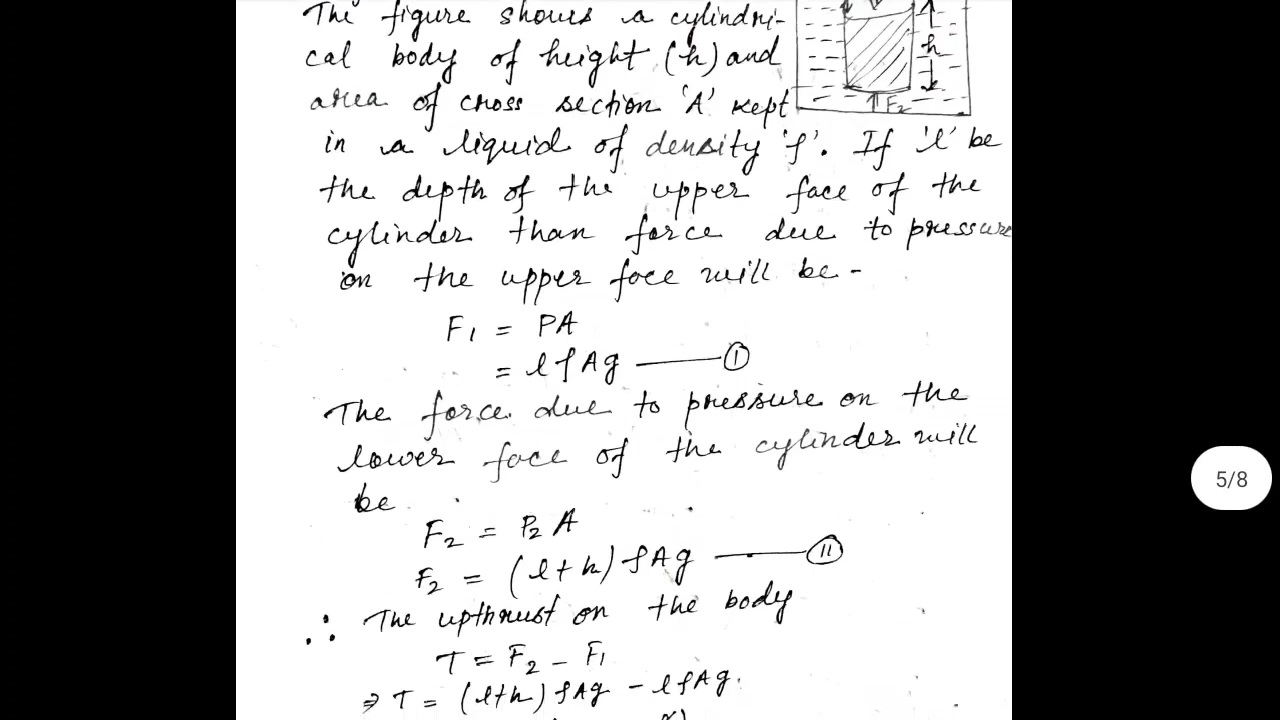 The figure shows a cylindri-
cal body of height (h) and
area of cross section 'A' kept
in a liquid of density 'ρ'. If 'l' be
the depth of the upper face of the
cylinder than force due to pressure
on the upper face will be -
F1 = PA
= lρAg —— I
The force due to pressure on the
lower face of the cylinder will
be
F2 = P2 A
F2 = (l+h) ρAg —— II
∴ The upthrust on the body
T = F2 - F1
⇒ T = (l+h) ρAg - lρAg.
h
F2
5/8